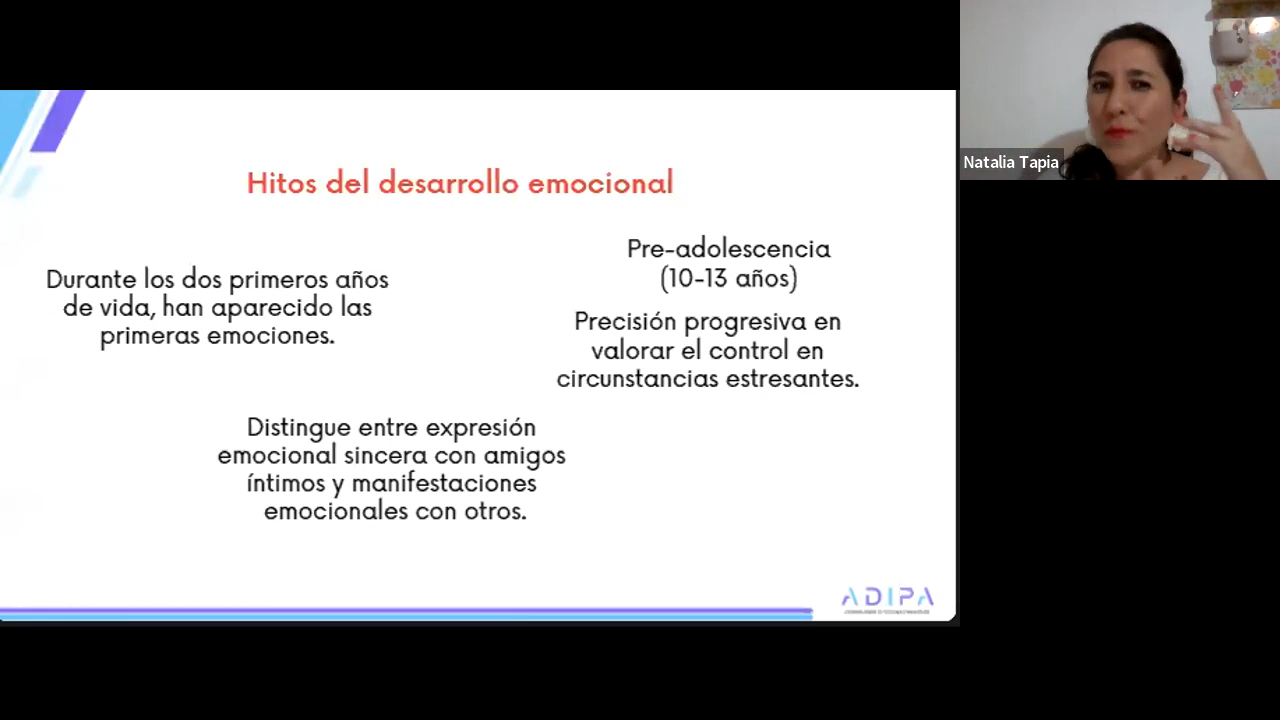 Natalia Tapia
Hitos del desarrollo emocional
Durante los dos primeros años
de vida, han aparecido las
primeras emociones.
Pre-adolescencia
(10-13 años)
Precisión progresiva en
valorar el control en
circunstancias estresantes.
Distingue entre expresión
emocional sincera con amigos
íntimos y manifestaciones
emocionales con otros.
ADIPA